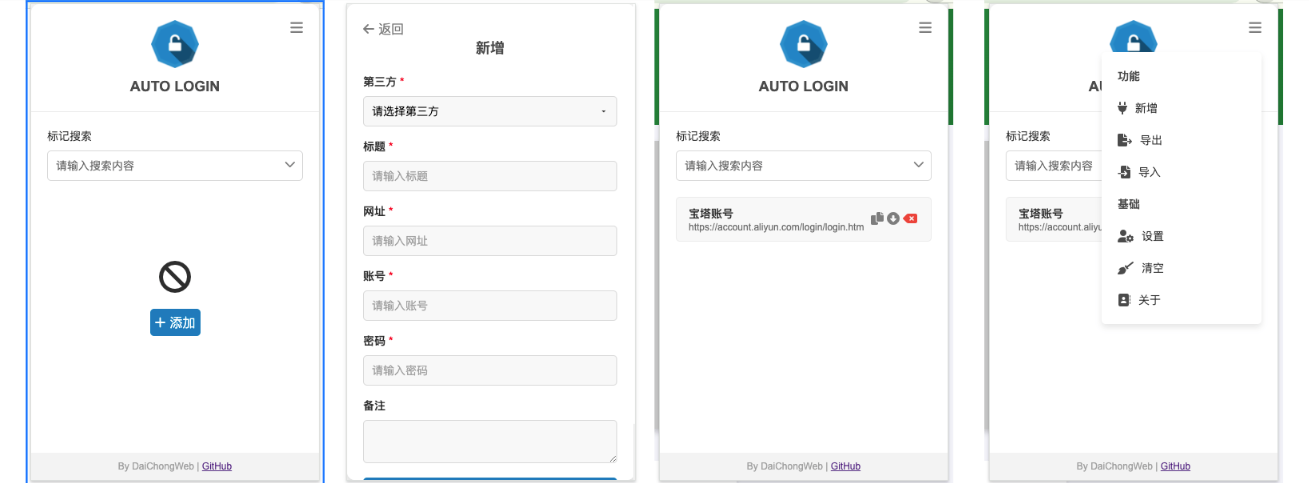 AUTO LOGIN
标记搜索
请输入搜索内容
添加
By DaiChongWeb | GitHub
返回
新增
第三方 *
请选择第三方
标题 *
请输入标题
网址 *
请输入网址
账号 *
请输入账号
密码 *
请输入密码
备注
AUTO LOGIN
标记搜索
请输入搜索内容
宝塔账号
https://account.aliyun.com/login/login.htm
By DaiChongWeb | GitHub
标记搜索
请输入搜索内容
宝塔账号
https://account.aliyu
功能
新增
导出
导入
基础
设置
清空
关于
By DaiChongWeb | GitHub